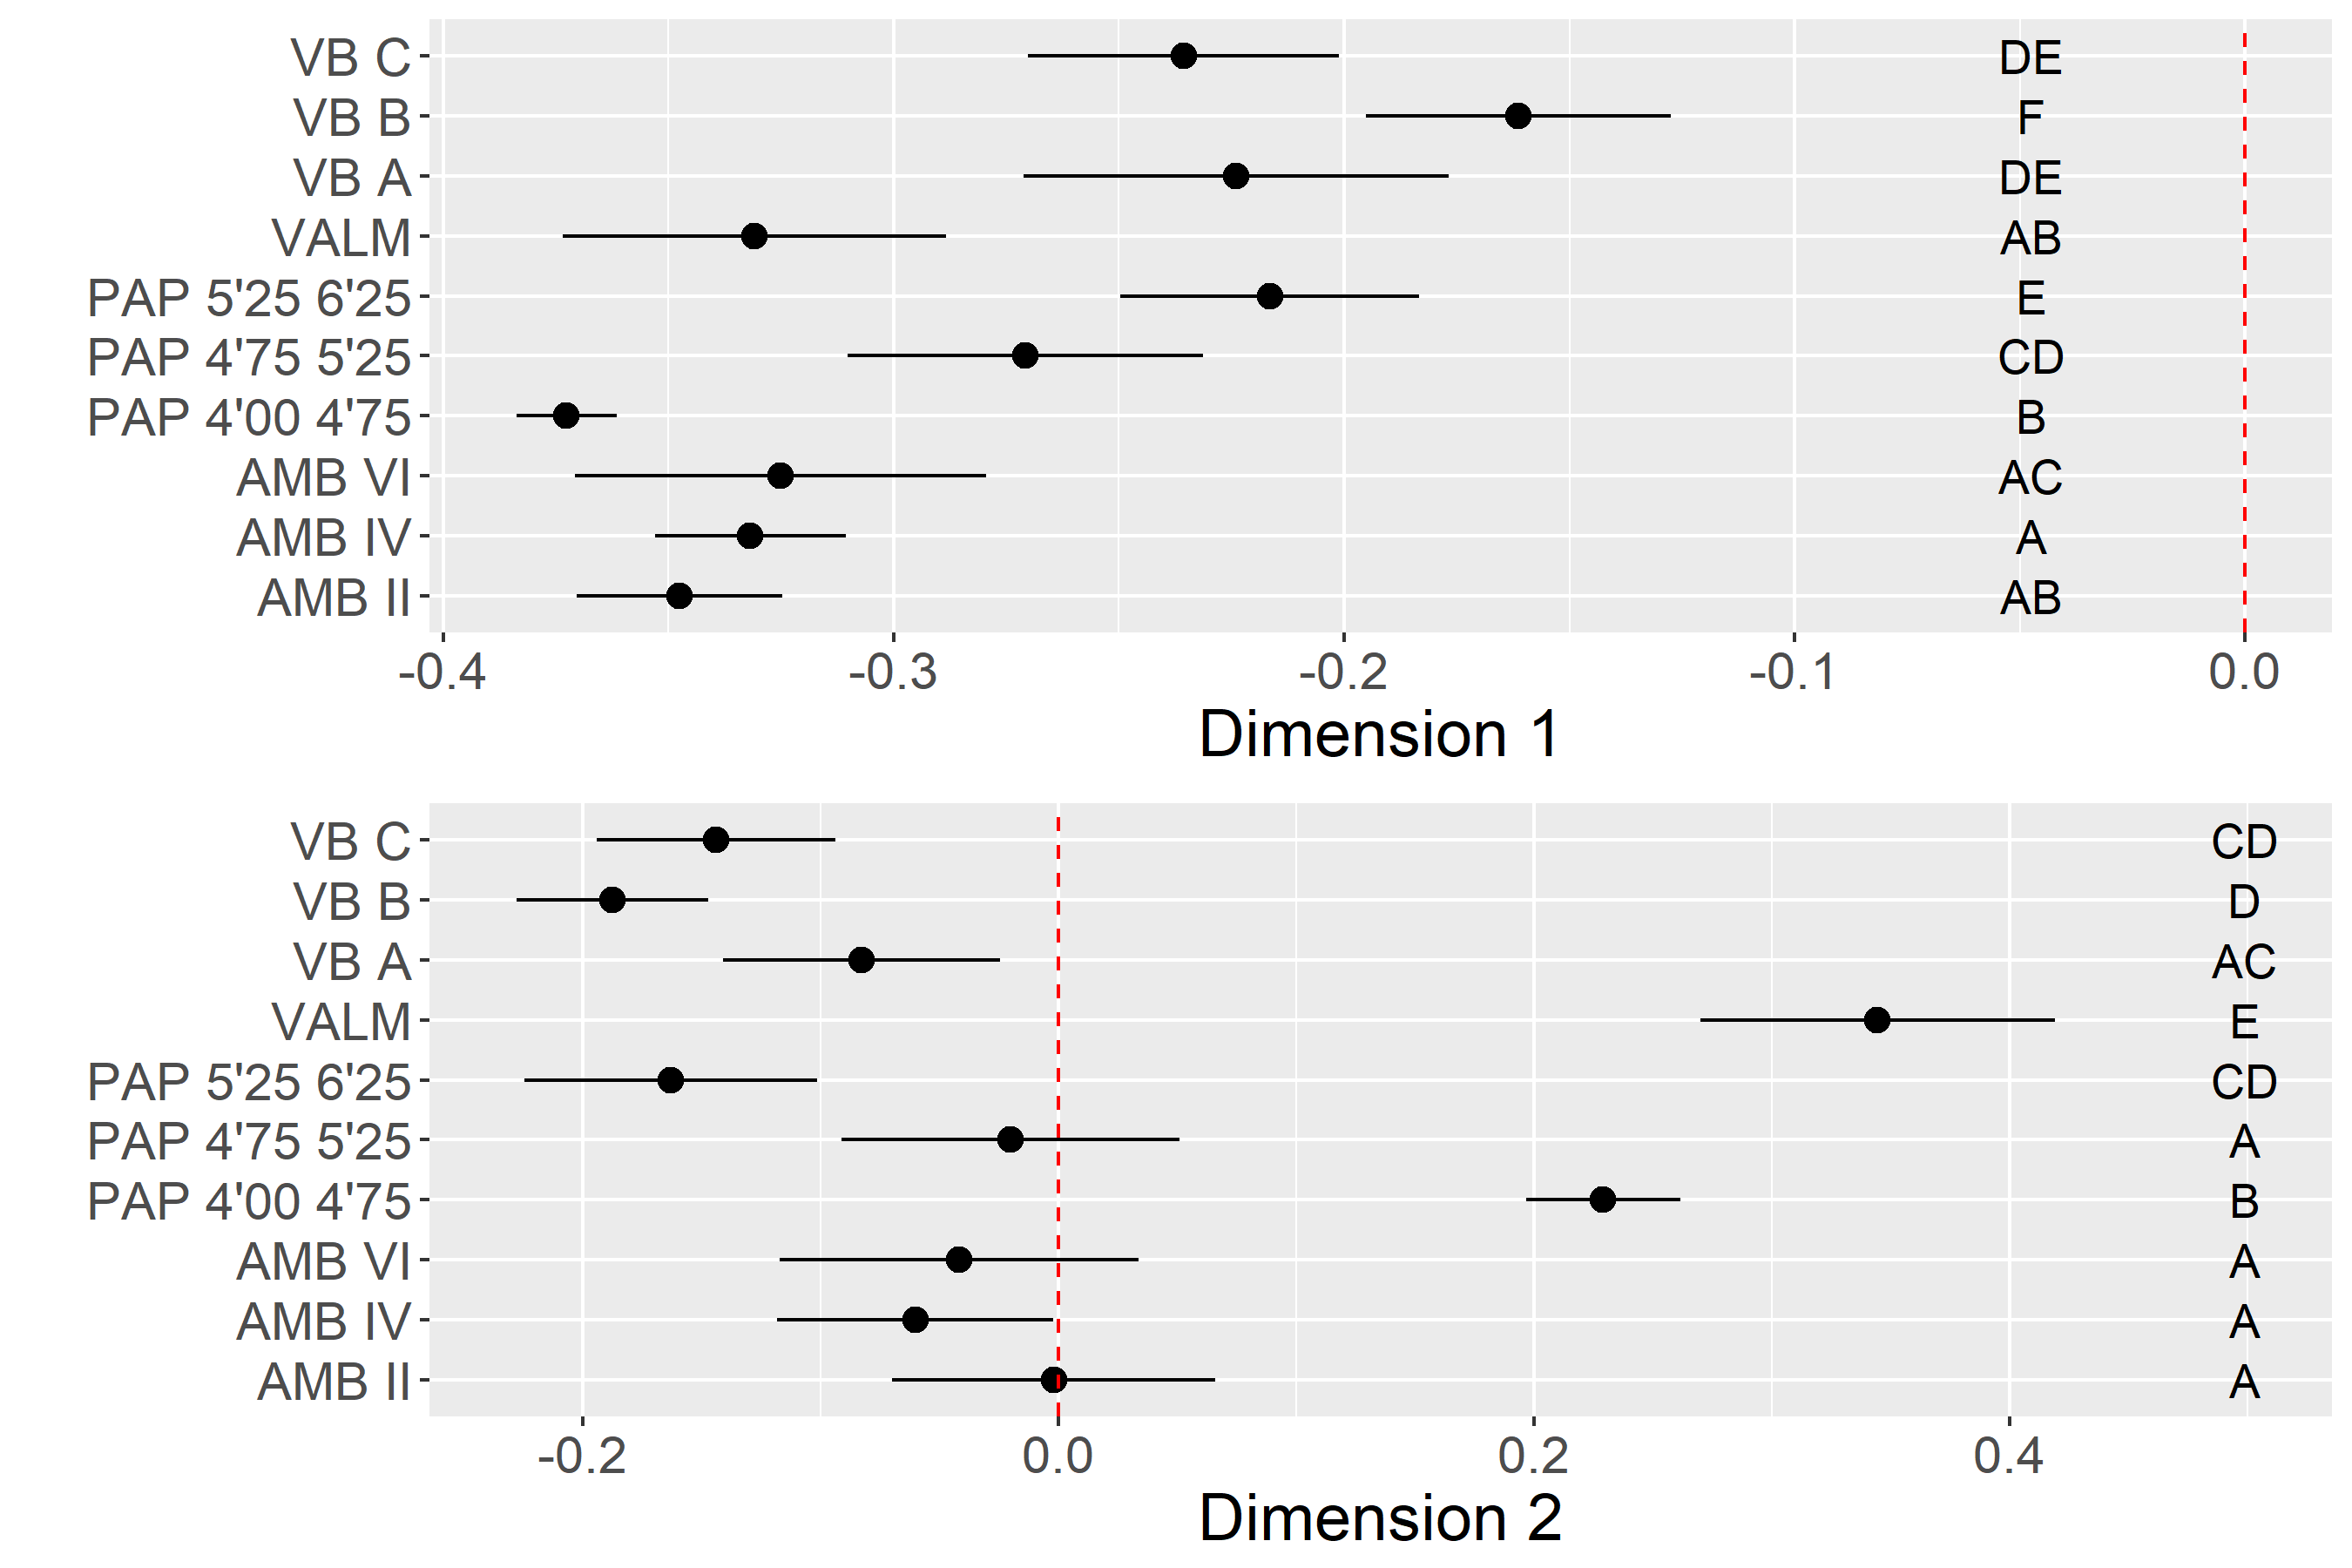 VB C DE
VB B F
VB A DE
VALM AB
PAP 5'25 6'25 E
PAP 4'75 5'25 CD
PAP 4'00 4'75 B
AMB VI AC
AMB IV A
AMB II AB
-0.4 -0.3 -0.2 -0.1 0.0
Dimension 1
VB C CD
VB B D
VB A AC
VALM E
PAP 5'25 6'25 CD
PAP 4'75 5'25 A
PAP 4'00 4'75 B
AMB VI A
AMB IV A
AMB II A
-0.2 0.0 0.2 0.4
Dimension 2